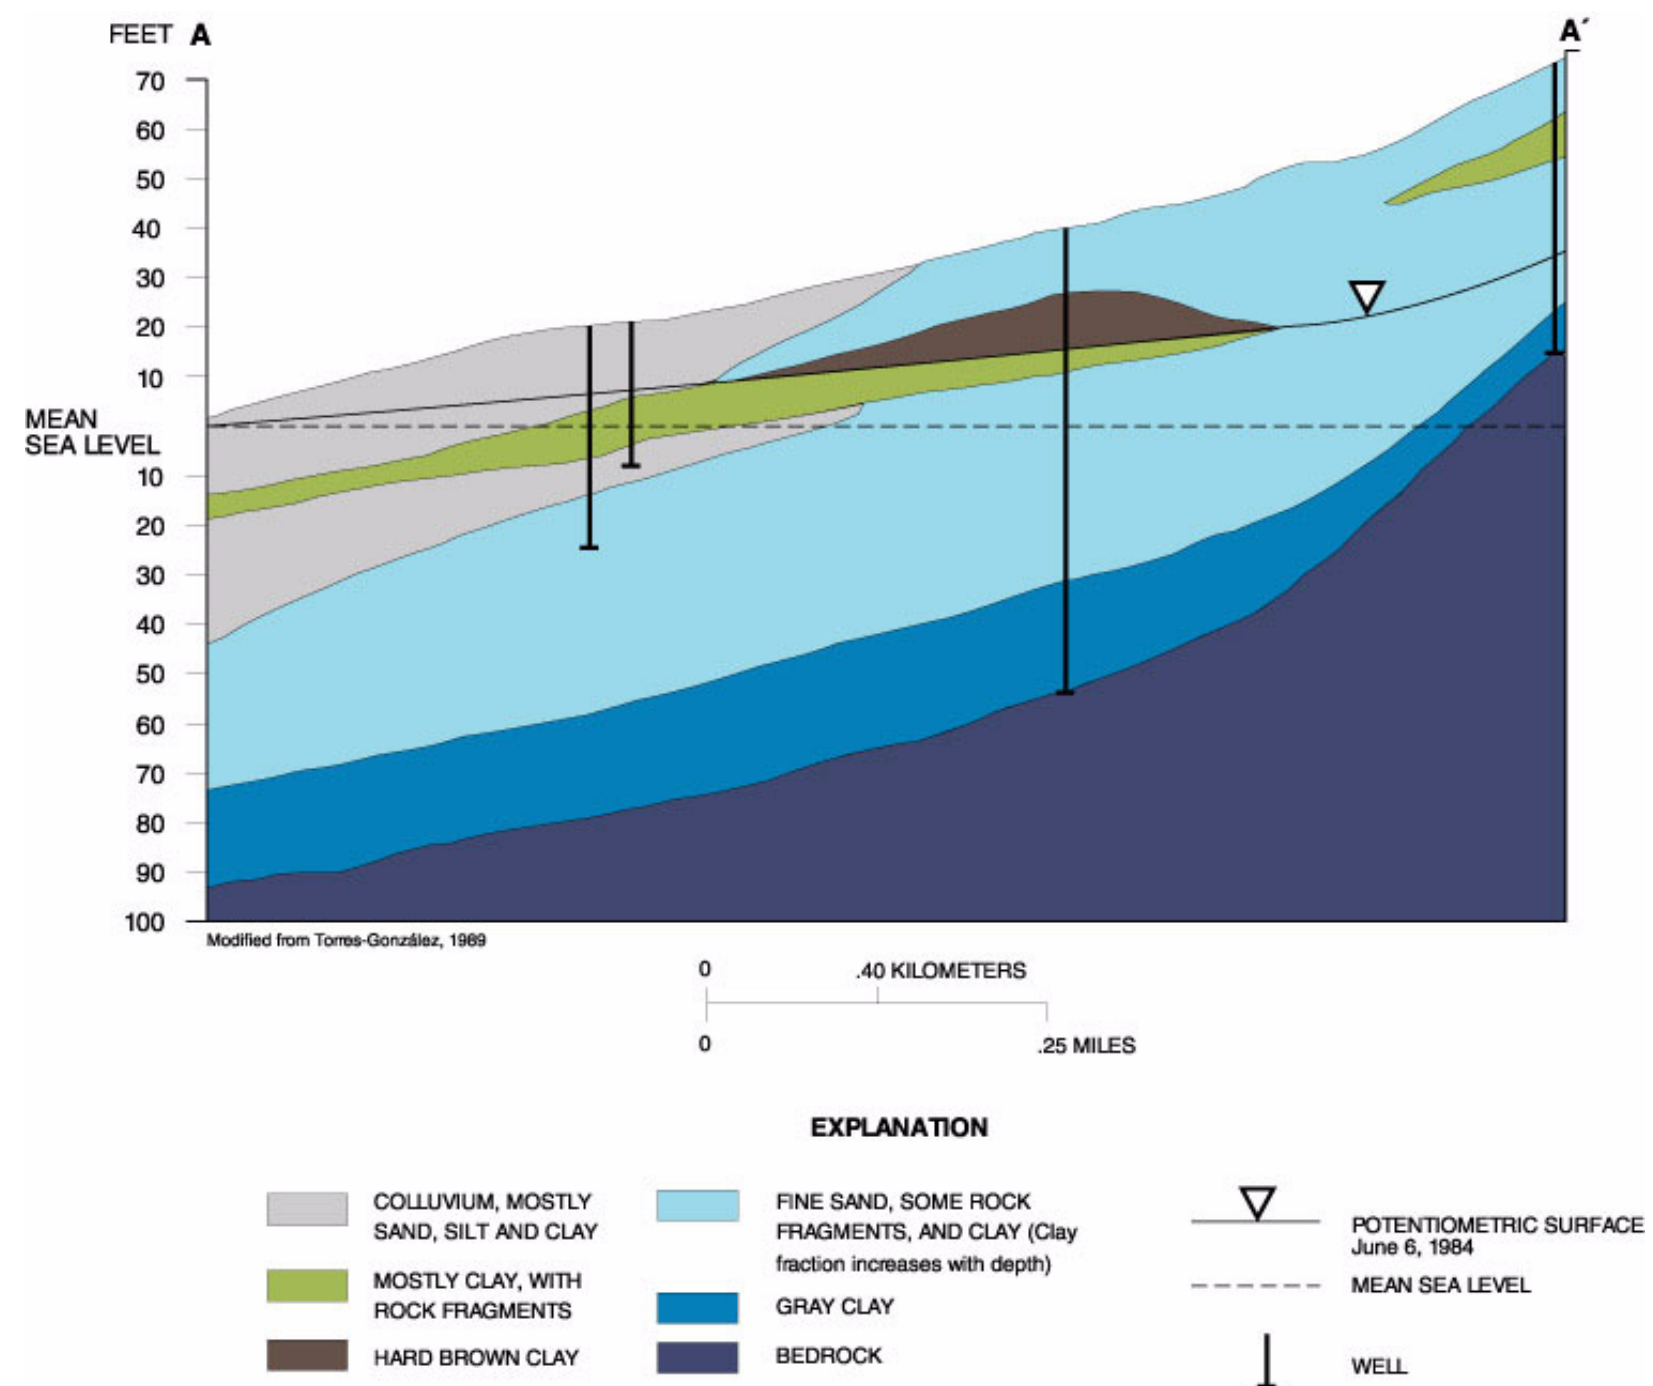 FEET A
A´
70
60
50
40
30
20
10
MEAN
SEA LEVEL
10
20
30
40
50
60
70
80
90
100
Modified from Torres-González, 1989
0 .40 KILOMETERS
0 .25 MILES
EXPLANATION
COLLUVIUM, MOSTLY
SAND, SILT AND CLAY
MOSTLY CLAY, WITH
ROCK FRAGMENTS
HARD BROWN CLAY
FINE SAND, SOME ROCK
FRAGMENTS, AND CLAY (Clay
fraction increases with depth)
GRAY CLAY
BEDROCK
POTENTIOMETRIC SURFACE
June 6, 1984
MEAN SEA LEVEL
WELL